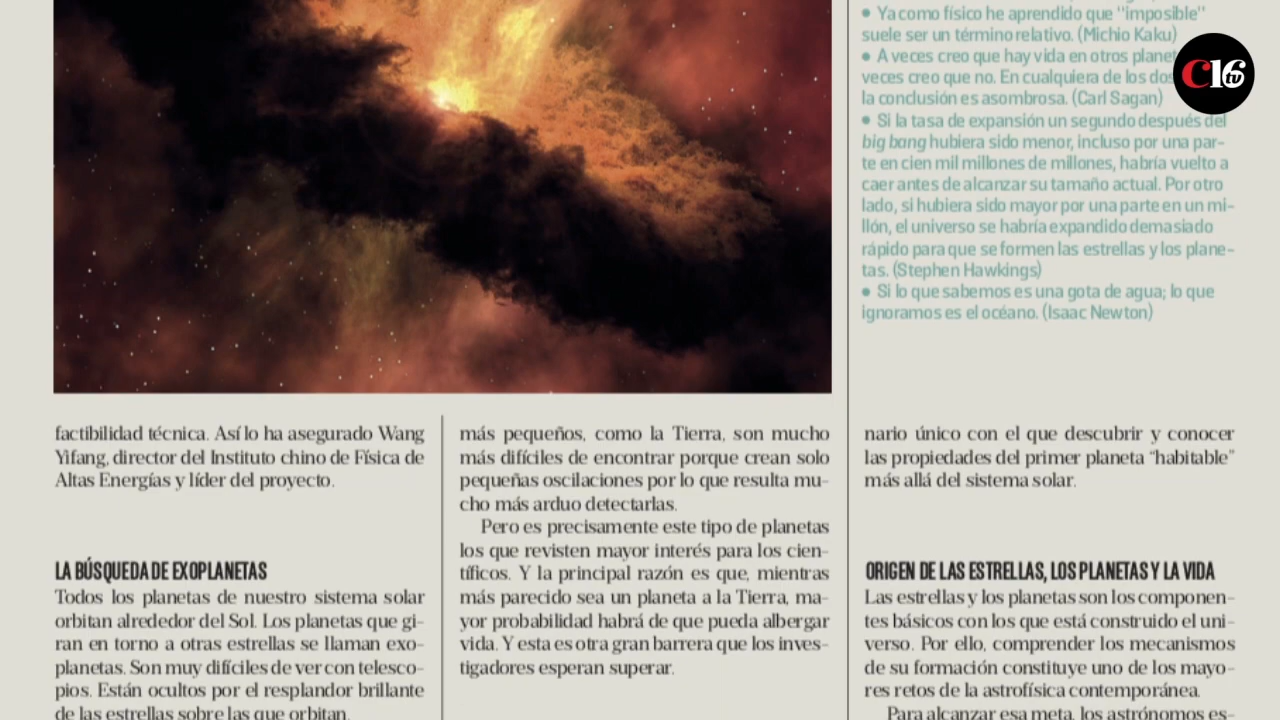 ● Ya como físico he aprendido que "imposible"
suele ser un término relativo. (Michio Kaku)
● A veces creo que hay vida en otros
veces creo que no. En cualquiera de los
la conclusión es asombrosa. (Carl Sagan)
● Si la tasa de expansión un segundo después del
big bang hubiera sido menor, incluso por una par-
te en cien mil millones de millones, habría vuelto a
caer antes de alcanzar su tamaño actual. Por otro
lado, si hubiera sido mayor por una parte en un mi-
llón, el universo se habría expandido demasiado
rápido para que se formen las estrellas y los plane-
tas. (Stephen Hawkings)
● Si lo que sabemos es una gota de agua; lo que
ignoramos es el océano. (Isaac Newton)
C16
tv
factibilidad técnica. Así lo ha asegurado Wang
Yifang, director del Instituto chino de Física de
Altas Energías y líder del proyecto.
LA BÚSQUEDA DE EXOPLANETAS
Todos los planetas de nuestro sistema solar
orbitan alrededor del Sol. Los planetas que gi-
ran en torno a otras estrellas se llaman exo-
planetas. Son muy difíciles de ver con telesco-
pios. Están ocultos por el resplandor brillante
de las estrellas sobre las que orbitan.
más pequeños, como la Tierra, son mucho
más difíciles de encontrar porque crean solo
pequeñas oscilaciones por lo que resulta mu-
cho más arduo detectarlas.
Pero es precisamente este tipo de planetas
los que revisten mayor interés para los cien-
tíficos. Y la principal razón es que, mientras
más parecido sea un planeta a la Tierra, ma-
yor probabilidad habrá de que pueda albergar
vida. Y esta es otra gran barrera que los inves-
tigadores esperan superar.
nario único con el que descubrir y conocer
las propiedades del primer planeta "habitable"
más allá del sistema solar.
ORIGEN DE LAS ESTRELLAS, LOS PLANETAS Y LA VIDA
Las estrellas y los planetas son los componen-
tes básicos con los que está construido el uni-
verso. Por ello, comprender los mecanismos
de su formación constituye uno de los mayo-
res retos de la astrofísica contemporánea.
Para alcanzar esa meta, los astrónomos es-